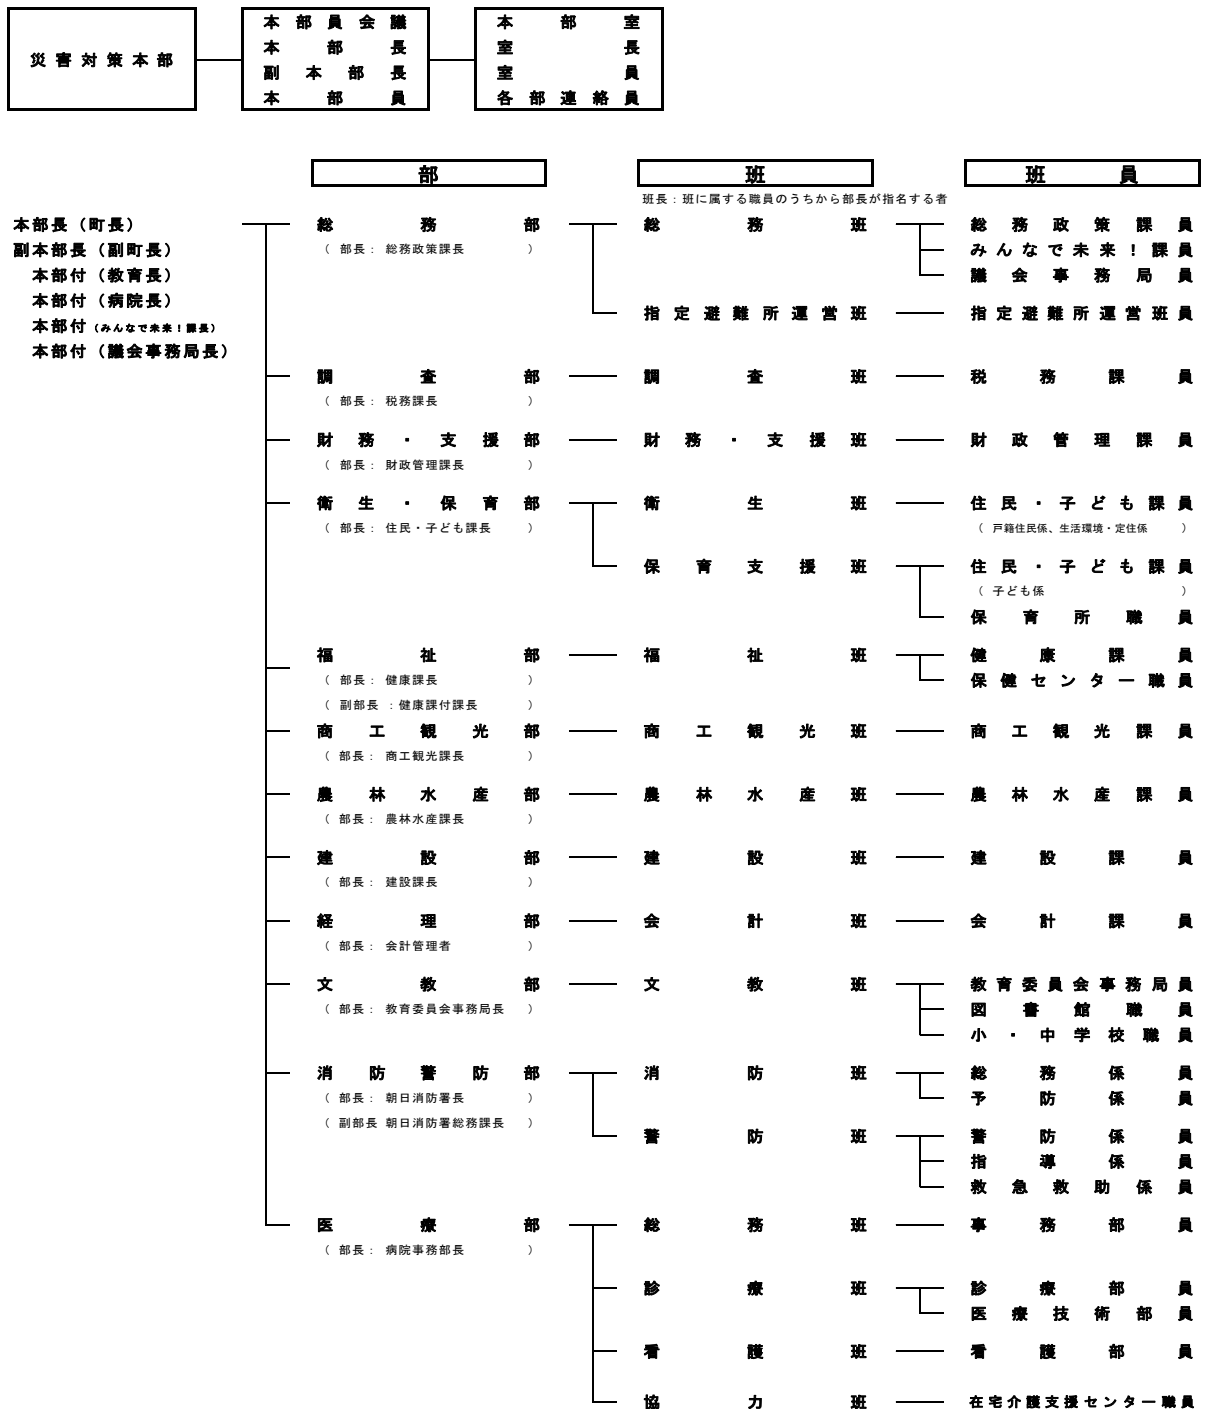 災害対策本部
本部員会議
本部長
副本部長
本部員
本部室
室長
室員
各部連絡員
部
班
班員
班長：班に属する職員のうちから部長が指名する者
本部長（町長）
副本部長（副町長）
本部付（教育長）
本部付（病院長）
本部付（みんなで未来！課長）
本部付（議会事務局長）
総務部
（部長：総務政策課長）
総務班
総務政策課員
みんなで未来！課員
議会事務局員
指定避難所運営班
指定避難所運営班員
調査部
（部長：税務課長）
調査班
税務課員
財務・支援部
（部長：財政管理課長）
財務・支援班
財政管理課員
衛生・保育部
（部長：住民・子ども課長）
衛生班
住民・子ども課員
（戸籍住民係、生活環境・定住係）
保育支援班
住民・子ども課員
（子ども係）
保育所職員
福祉部
（部長：健康課長）
（副部長：健康課付課長）
福祉班
健康課員
保健センター職員
商工観光部
（部長：商工観光課長）
商工観光班
商工観光課員
農林水産部
（部長：農林水産課長）
農林水産班
農林水産課員
建設部
（部長：建設課長）
建設班
建設課員
経理部
（部長：会計管理者）
会計班
会計課員
文教部
（部長：教育委員会事務局長）
文教班
教育委員会事務局員
図書館職員
小・中学校職員
消防警防部
（部長：朝日消防署長）
（副部長 朝日消防署総務課長）
消防班
総務係員
予防係員
警防班
警防係員
指導係員
救急救助係員
医療部
（部長：病院事務部長）
総務班
事務部員
診療班
診療部員
医療技術部員
看護班
看護部員
協力班
在宅介護支援センター職員